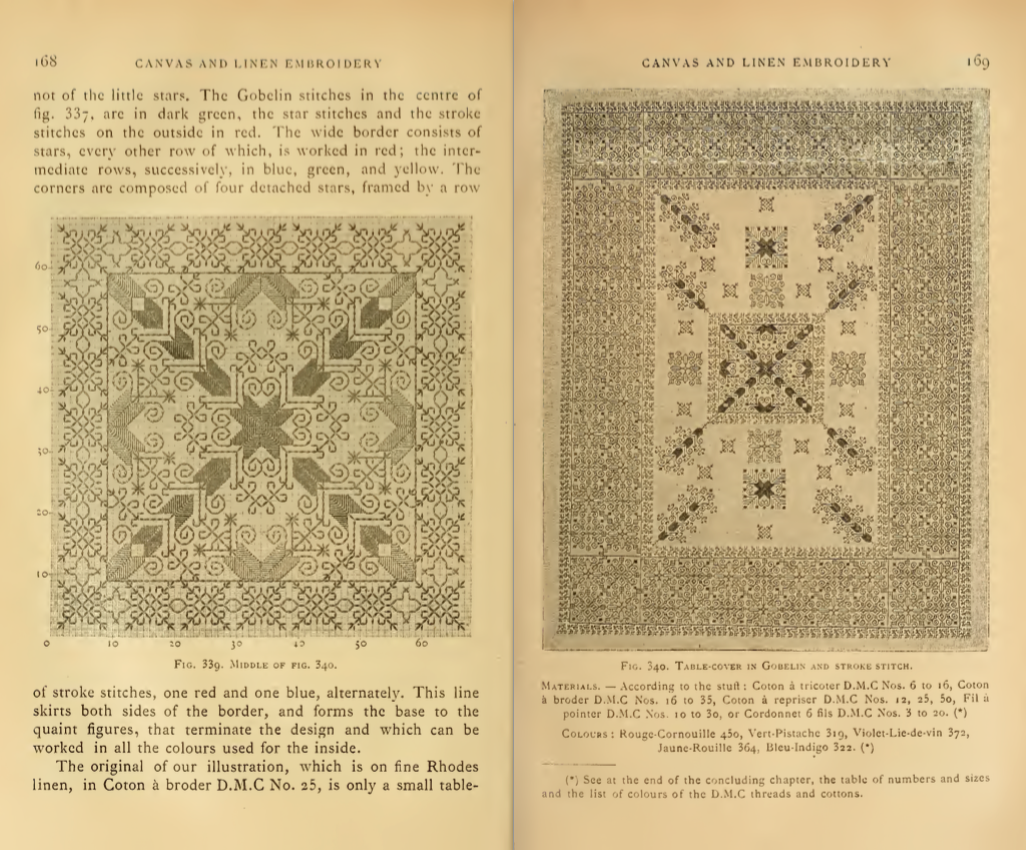 168
CANVAS AND LINEN EMBROIDERY
not of the little stars. The Gobelin stitches in the centre of
fig. 337, are in dark green, the star stitches and the stroke
stitches on the outside in red. The wide border consists of
stars, every other row of which, is worked in red; the inter-
mediate rows, successively, in blue, green, and yellow. The
corners are composed of four detached stars, framed by a row
60
50
40
30
20
10
0 10 20 30 40 50 60
Fig. 339. Middle of fig. 340.
of stroke stitches, one red and one blue, alternately. This line
skirts both sides of the border, and forms the base to the
quaint figures, that terminate the design and which can be
worked in all the colours used for the inside.
The original of our illustration, which is on fine Rhodes
linen, in Coton à broder D.M.C No. 25, is only a small table-
CANVAS AND LINEN EMBROIDERY
169
Fig. 340. Table-cover in Gobelin and stroke stitch.
Materials. — According to the stuff: Coton à tricoter D.M.C Nos. 6 to 16, Coton
à broder D.M.C Nos. 16 to 35, Coton à repriser D.M.C Nos. 12, 25, 50, Fil à
pointer D.M.C Nos. 10 to 30, or Cordonnet 6 fils D.M.C Nos. 3 to 20. (*)
Colours: Rouge-Cornouille 450, Vert-Pistache 319, Violet-Lie-de-vin 372,
Jaune-Rouille 364, Bleu-Indigo 322. (*)
(*) See at the end of the concluding chapter, the table of numbers and sizes
and the list of colours of the D.M.C threads and cottons.